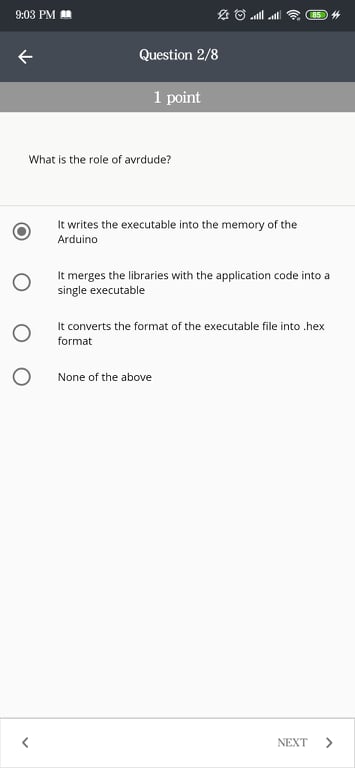 9:03 PM
85
Question 2/8
1 point
What is the role of avrdude?
It writes the executable into the memory of the
Arduino
It merges the libraries with the application code into a
single executable
It converts the format of the executable file into .hex
format
None of the above
NEXT